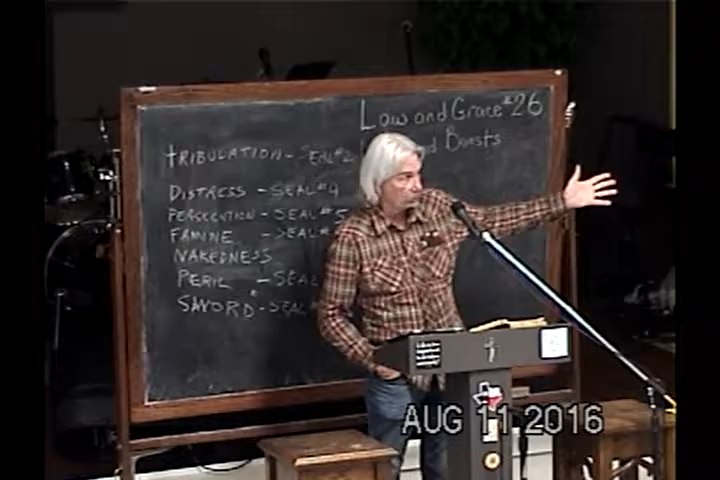 Law and Grace #26
Boasts
TRIBULATION - SEAL #2
DISTRESS - SEAL #4
PERSECUTION - SEAL #5
FAMINE - SEAL #
NAKEDNESS
PERIL - SEAL
SWORD - SEAL
AUG 11 2016